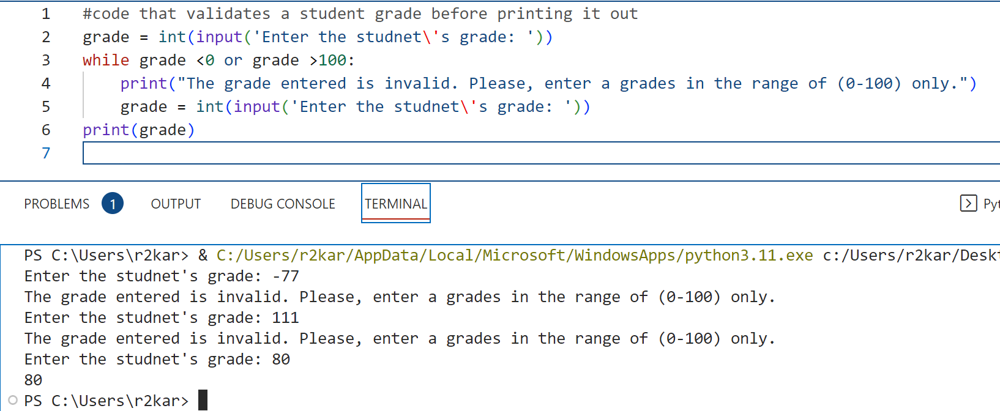 1 #code that validates a student grade before printing it out
2 grade = int(input('Enter the studnet\'s grade: '))
3 while grade <0 or grade >100:
4     print("The grade entered is invalid. Please, enter a grades in the range of (0-100) only.")
5     grade = int(input('Enter the studnet\'s grade: '))
6 print(grade)
7
PROBLEMS 1 OUTPUT DEBUG CONSOLE TERMINAL Pyt
PS C:\Users\r2kar> & C:/Users/r2kar/AppData/Local/Microsoft/WindowsApps/python3.11.exe c:/Users/r2kar/Deskt
Enter the studnet's grade: -77
The grade entered is invalid. Please, enter a grades in the range of (0-100) only.
Enter the studnet's grade: 111
The grade entered is invalid. Please, enter a grades in the range of (0-100) only.
Enter the studnet's grade: 80
80
PS C:\Users\r2kar>